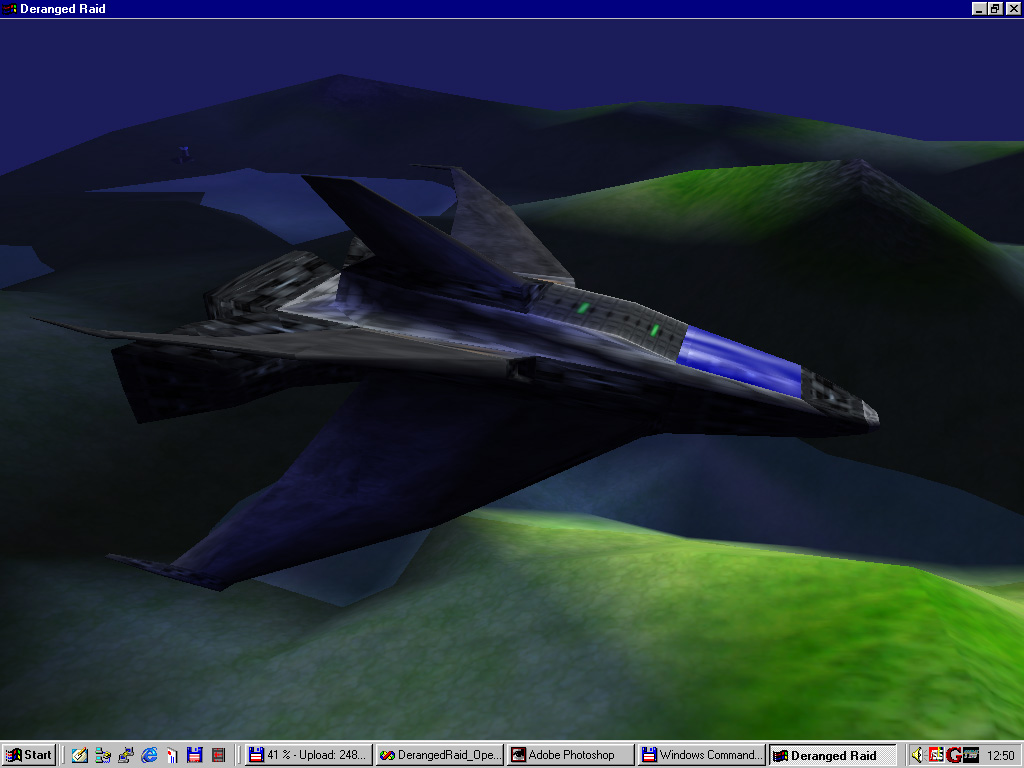 Deranged Raid
Start
41 % - Upload: 248...
DerangedRaid_Ope...
Adobe Photoshop
Windows Command...
Deranged Raid
12:50